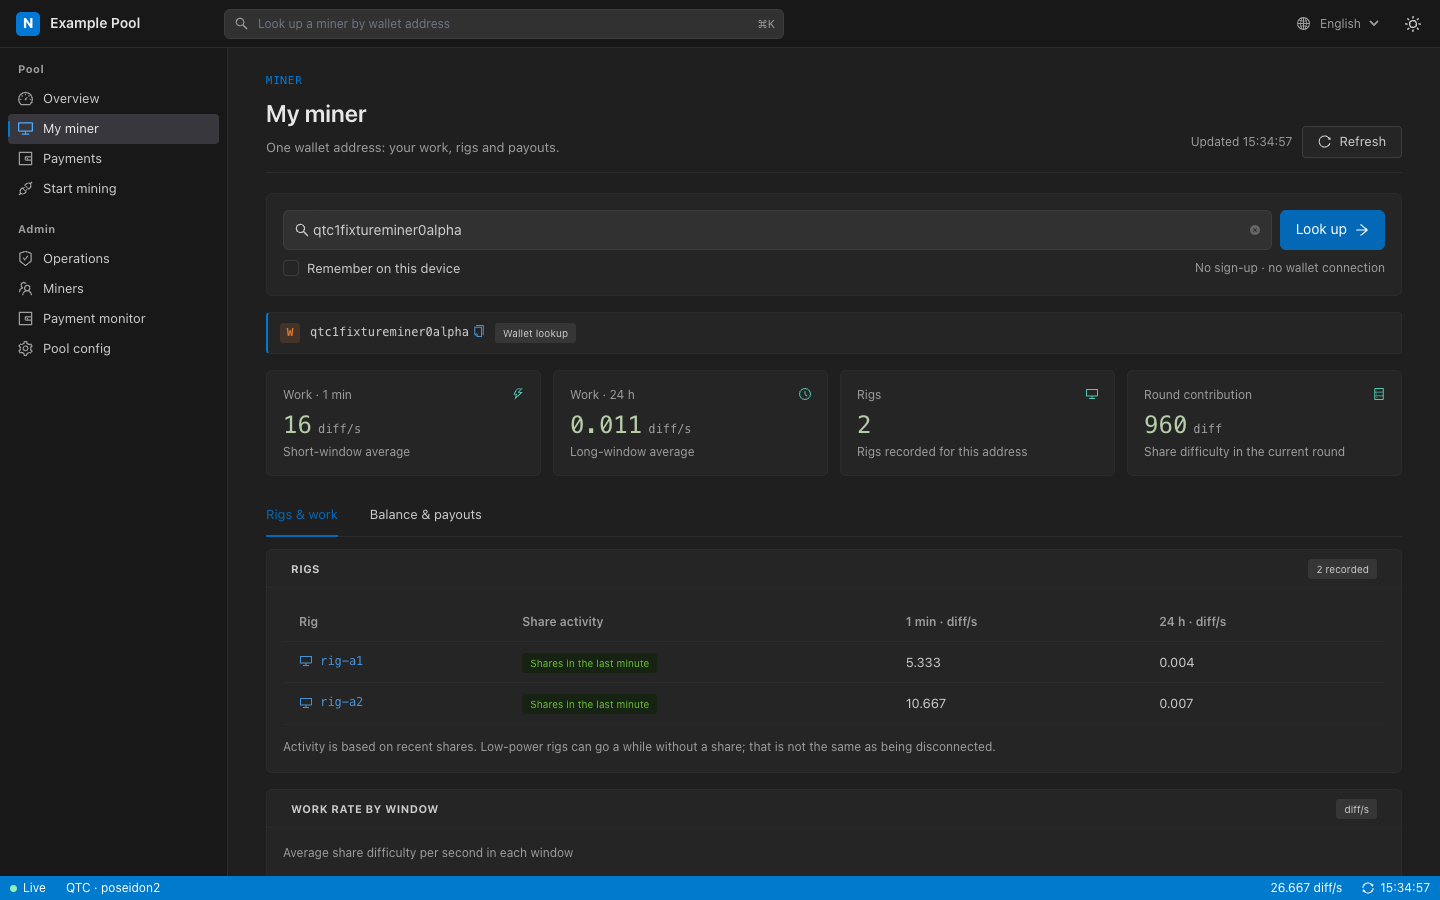 N Example Pool
Look up a miner by wallet address ⌘K
English
Pool
Overview
My miner
Payments
Start mining
Admin
Operations
Miners
Payment monitor
Pool config
MINER
My miner
One wallet address: your work, rigs and payouts.
Updated 15:34:57
Refresh
qtc1fixtureminer0alpha
Look up
Remember on this device
No sign-up · no wallet connection
W qtc1fixtureminer0alpha Wallet lookup
Work · 1 min
16 diff/s
Short-window average
Work · 24 h
0.011 diff/s
Long-window average
Rigs
2
Rigs recorded for this address
Round contribution
960 diff
Share difficulty in the current round
Rigs & work Balance & payouts
RIGS 2 recorded
Rig Share activity 1 min · diff/s 24 h · diff/s
rig-a1 Shares in the last minute 5.333 0.004
rig-a2 Shares in the last minute 10.667 0.007
Activity is based on recent shares. Low-power rigs can go a while without a share; that is not the same as being disconnected.
WORK RATE BY WINDOW diff/s
Average share difficulty per second in each window
Live QTC · poseidon2 26.667 diff/s 15:34:57